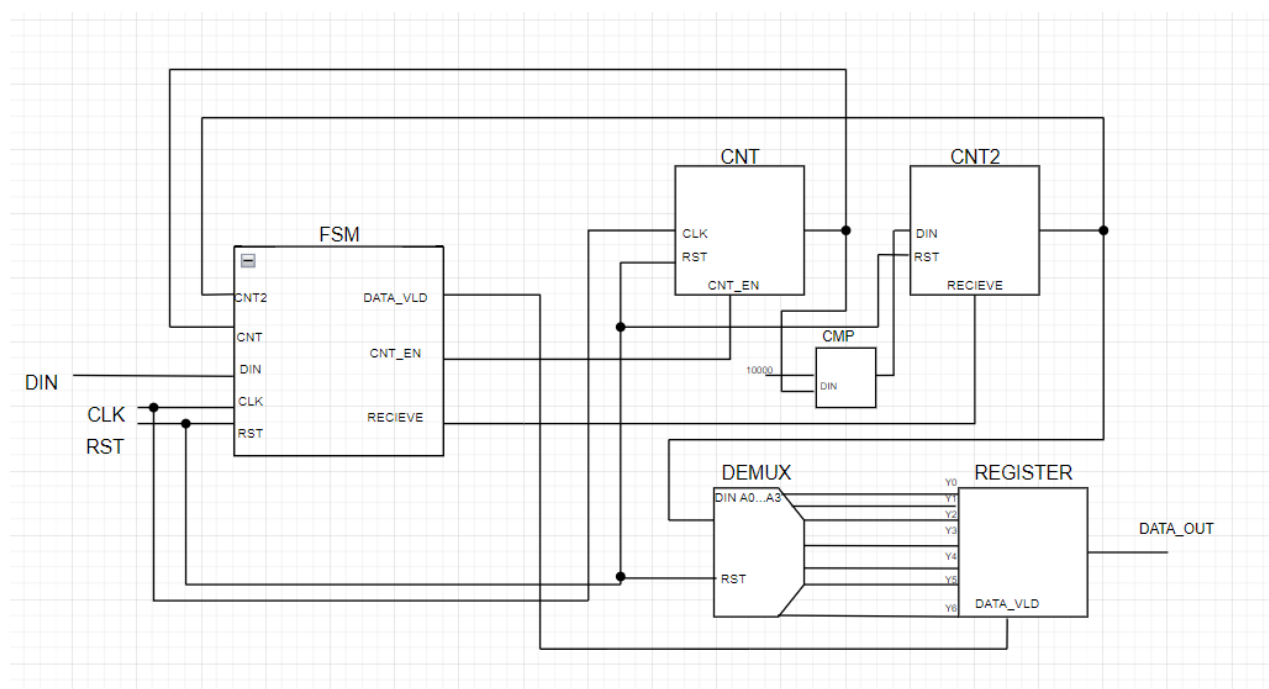 CNT
CNT2
FSM
CLK
RST
CNT_EN
DIN
RST
RECIEVE
CNT2
DATA_VLD
CNT
CNT_EN
DIN
CLK
RECIEVE
RST
DIN
CLK
RST
CMP
10000
DIN
DEMUX
REGISTER
DIN A0...A3
RST
Y0
Y1
Y2
Y3
Y4
Y5
Y6
DATA_VLD
DATA_OUT